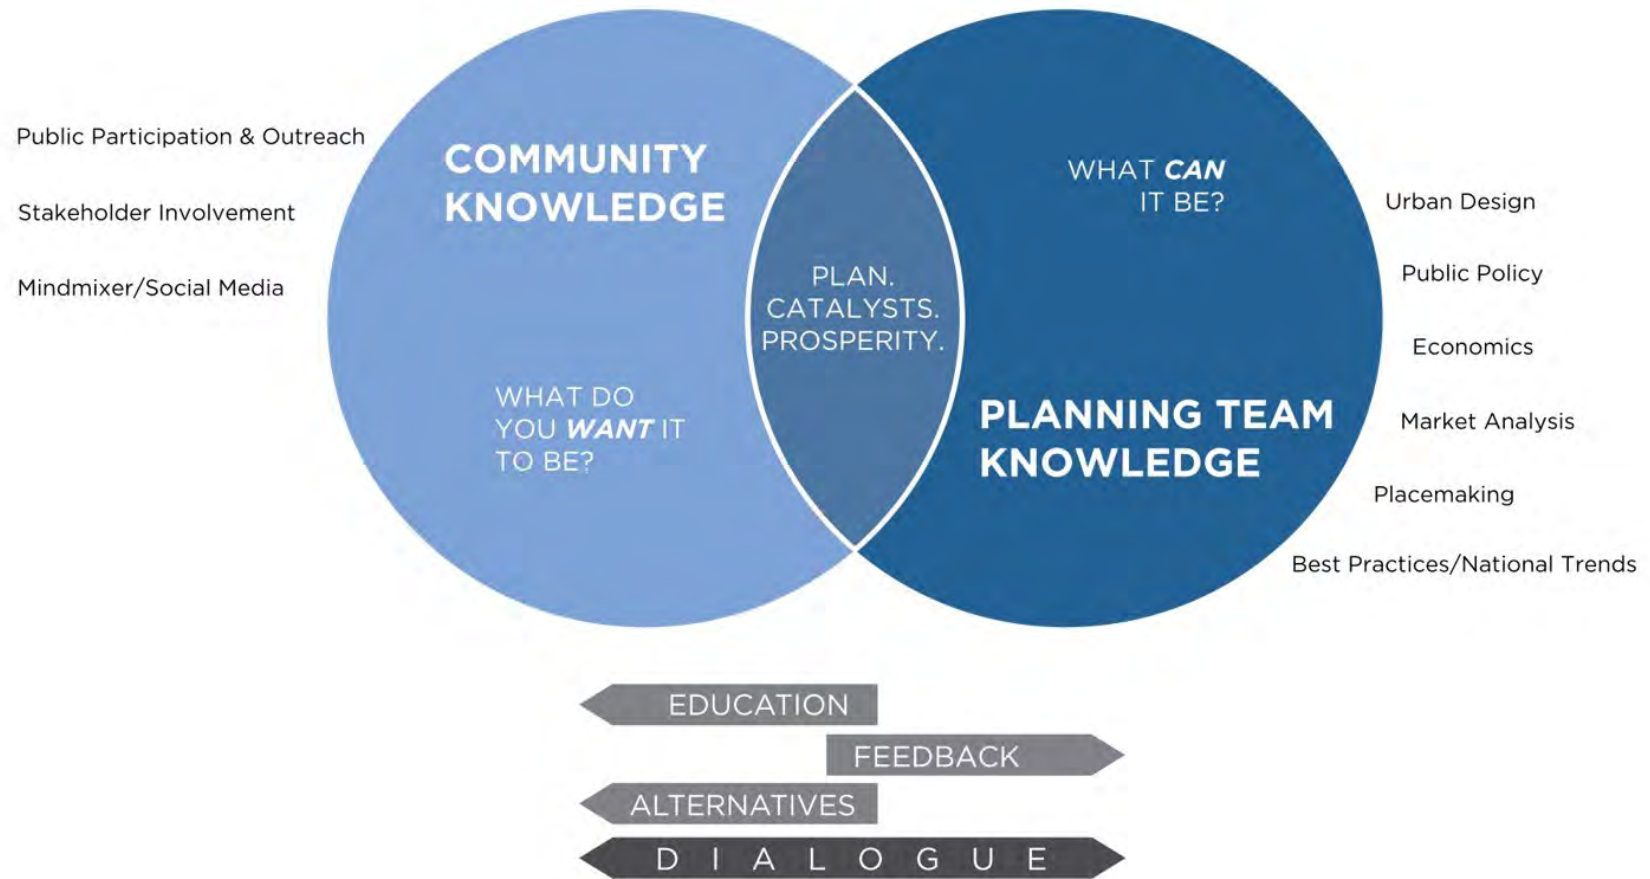 Public Participation & Outreach
Stakeholder Involvement
Mindmixer/Social Media
COMMUNITY
KNOWLEDGE
WHAT DO
YOU WANT IT
TO BE?
PLAN.
CATALYSTS.
PROSPERITY.
WHAT CAN
IT BE?
PLANNING TEAM
KNOWLEDGE
Urban Design
Public Policy
Economics
Market Analysis
Placemaking
Best Practices/National Trends
EDUCATION
FEEDBACK
ALTERNATIVES
DIALOGUE